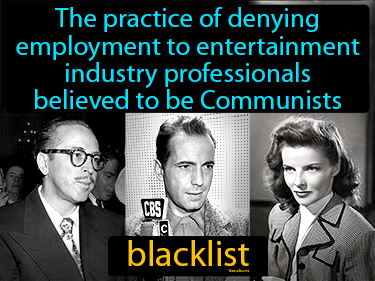 The practice of denying
employment to entertainment
industry professionals
believed to be Communists
CBS
C
blacklist